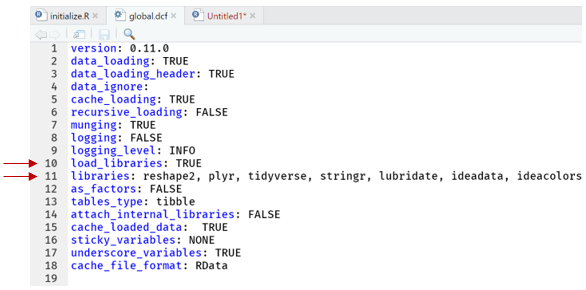 initialize.R global.dcf Untitled1*
1 version: 0.11.0
2 data_loading: TRUE
3 data_loading_header: TRUE
4 data_ignore:
5 cache_loading: TRUE
6 recursive_loading: FALSE
7 munging: TRUE
8 logging: FALSE
9 logging_level: INFO
10 load_libraries: TRUE
11 libraries: reshape2, plyr, tidyverse, stringr, lubridate, ideadata, ideacolors
12 as_factors: FALSE
13 tables_type: tibble
14 attach_internal_libraries: FALSE
15 cache_loaded_data:  TRUE
16 sticky_variables: NONE
17 underscore_variables: TRUE
18 cache_file_format: RData
19